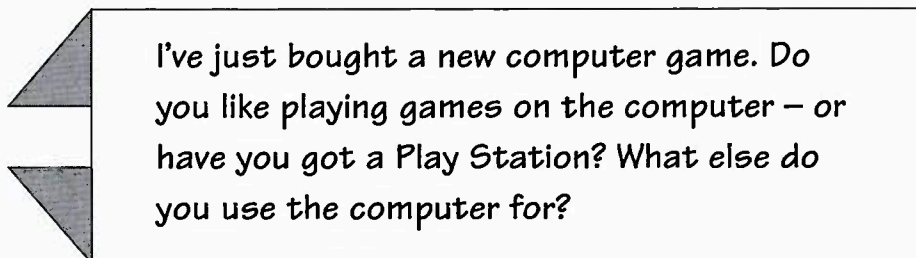 I've just bought a new computer game. Do
you like playing games on the computer – or
have you got a Play Station? What else do
you use the computer for?